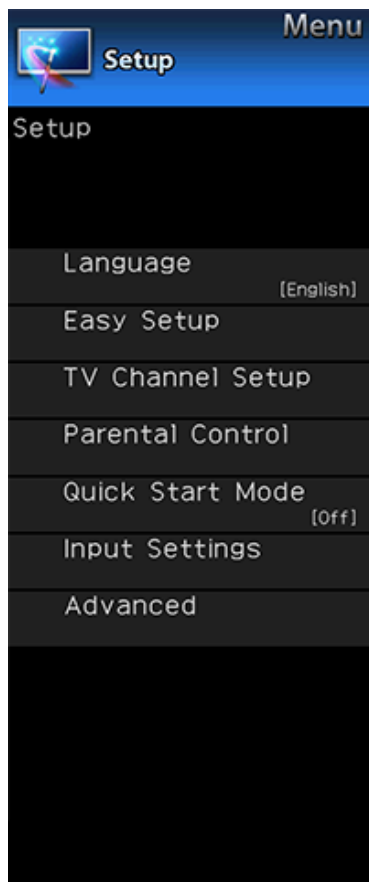 Menu
Setup
Setup
Language
[English]
Easy Setup
TV Channel Setup
Parental Control
Quick Start Mode
[Off]
Input Settings
Advanced